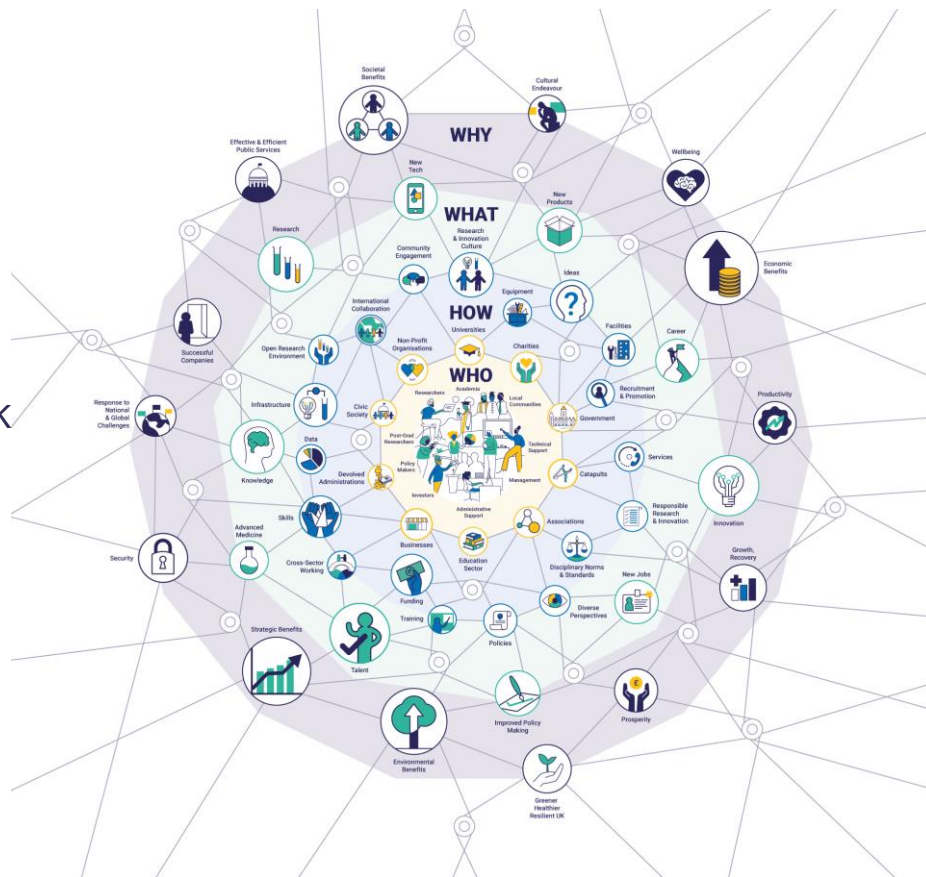 Societal
Benefits
Cultural
Endeavour
WHY
Effective & Efficient
Public Services
Wellbeing
New
Tech
New
Products
WHAT
Research
Research
& Innovation
Culture
Community
Engagement
Economic
Benefits
Ideas
Equipment
International
Collaboration
HOW
Universities
Facilities
Career
Successful
Companies
Open Research
Environment
Non-Profit
Organisations
Charities
WHO
Recruitment
& Promotion
Response to
National
& Global
Challenges
k
Infrastructure
Civic
Society
Researchers
Academia
Local
Communities
Government
Productivity
Data
Post-Grad
Researchers
Technical
Support
Services
Knowledge
Devolved
Administrations
Policy
Makers
Management
Catapults
Investors
Innovation
Administrative
Support
Responsible
Research
& Innovation
Skills
Advanced
Medicine
Businesses
Education
Sector
Associations
Security
Cross-Sector
Working
Disciplinary Norms
& Standards
Growth,
Recovery
Funding
New Jobs
Training
Diverse
Perspectives
Policies
Strategic Benefits
Talent
£
Prosperity
Improved Policy
Making
Environmental
Benefits
Greener
Healthier
Resilient UK